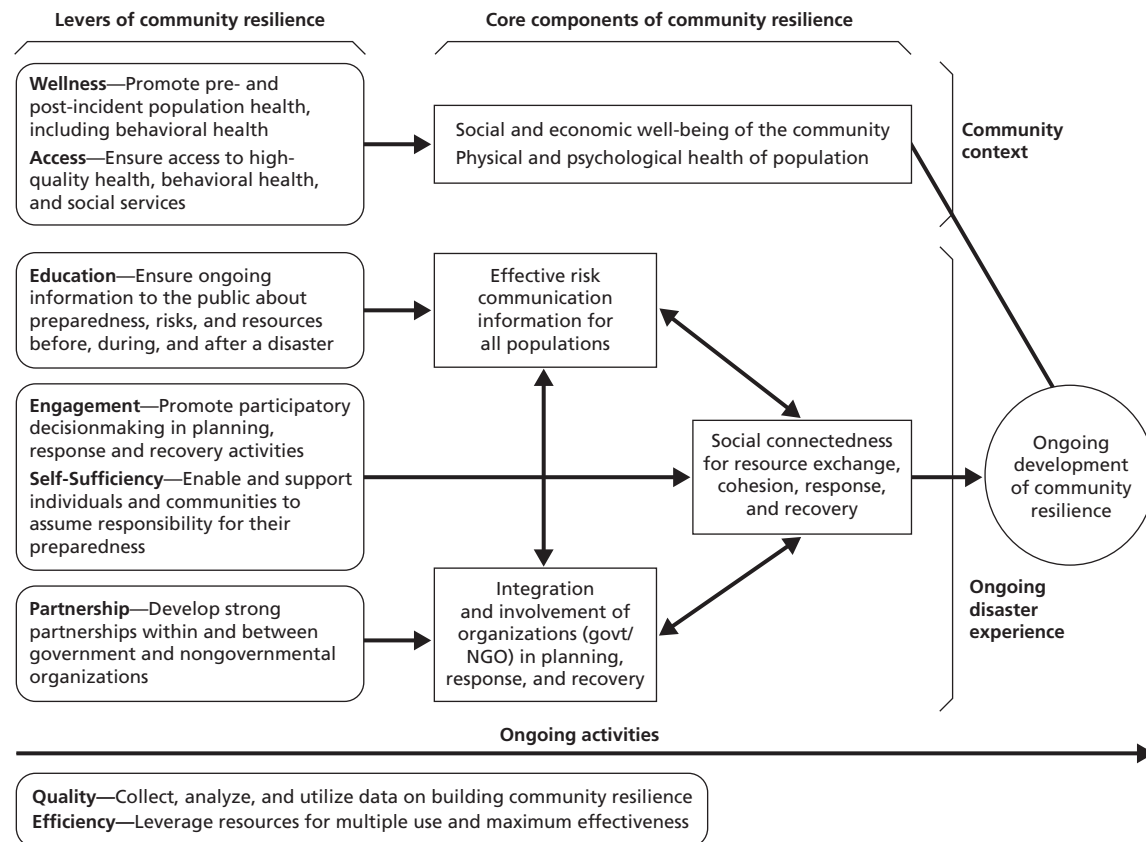 Levers of community resilience
Core components of community resilience
Wellness—Promote pre- and
post-incident population health,
including behavioral health
Access—Ensure access to high-
quality health, behavioral health,
and social services
Social and economic well-being of the community
Physical and psychological health of population
Community
context
Education—Ensure ongoing
information to the public about
preparedness, risks, and resources
before, during, and after a disaster
Effective risk
communication
information for
all populations
Engagement—Promote participatory
decisionmaking in planning,
response and recovery activities
Self-Sufficiency—Enable and support
individuals and communities to
assume responsibility for their
preparedness
Social connectedness
for resource exchange,
cohesion, response,
and recovery
Ongoing
development
of community
resilience
Partnership—Develop strong
partnerships within and between
government and nongovernmental
organizations
Integration
and involvement of
organizations (govt/
NGO) in planning,
response, and recovery
Ongoing
disaster
experience
Ongoing activities
Quality—Collect, analyze, and utilize data on building community resilience
Efficiency—Leverage resources for multiple use and maximum effectiveness